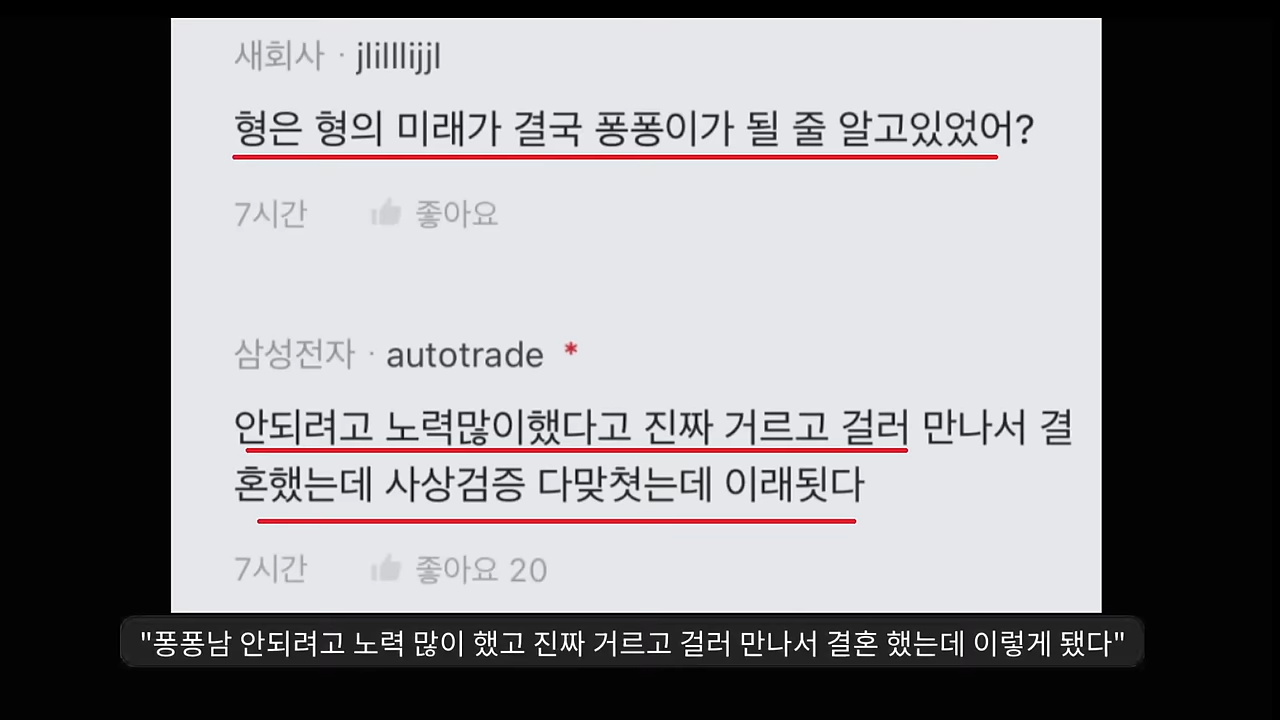 새회사 · jlilllijjl
형은 형의 미래가 결국 퐁퐁이가 될 줄 알고있었어?
7시간 좋아요
삼성전자 · autotrade *
안되려고 노력많이했다고 진짜 거르고 걸러 만나서 결
혼했는데 사상검증 다맞쳣는데 이래됫다
7시간 좋아요 20
"퐁퐁남 안되려고 노력 많이 했고 진짜 거르고 걸러 만나서 결혼 했는데 이렇게 됐다"